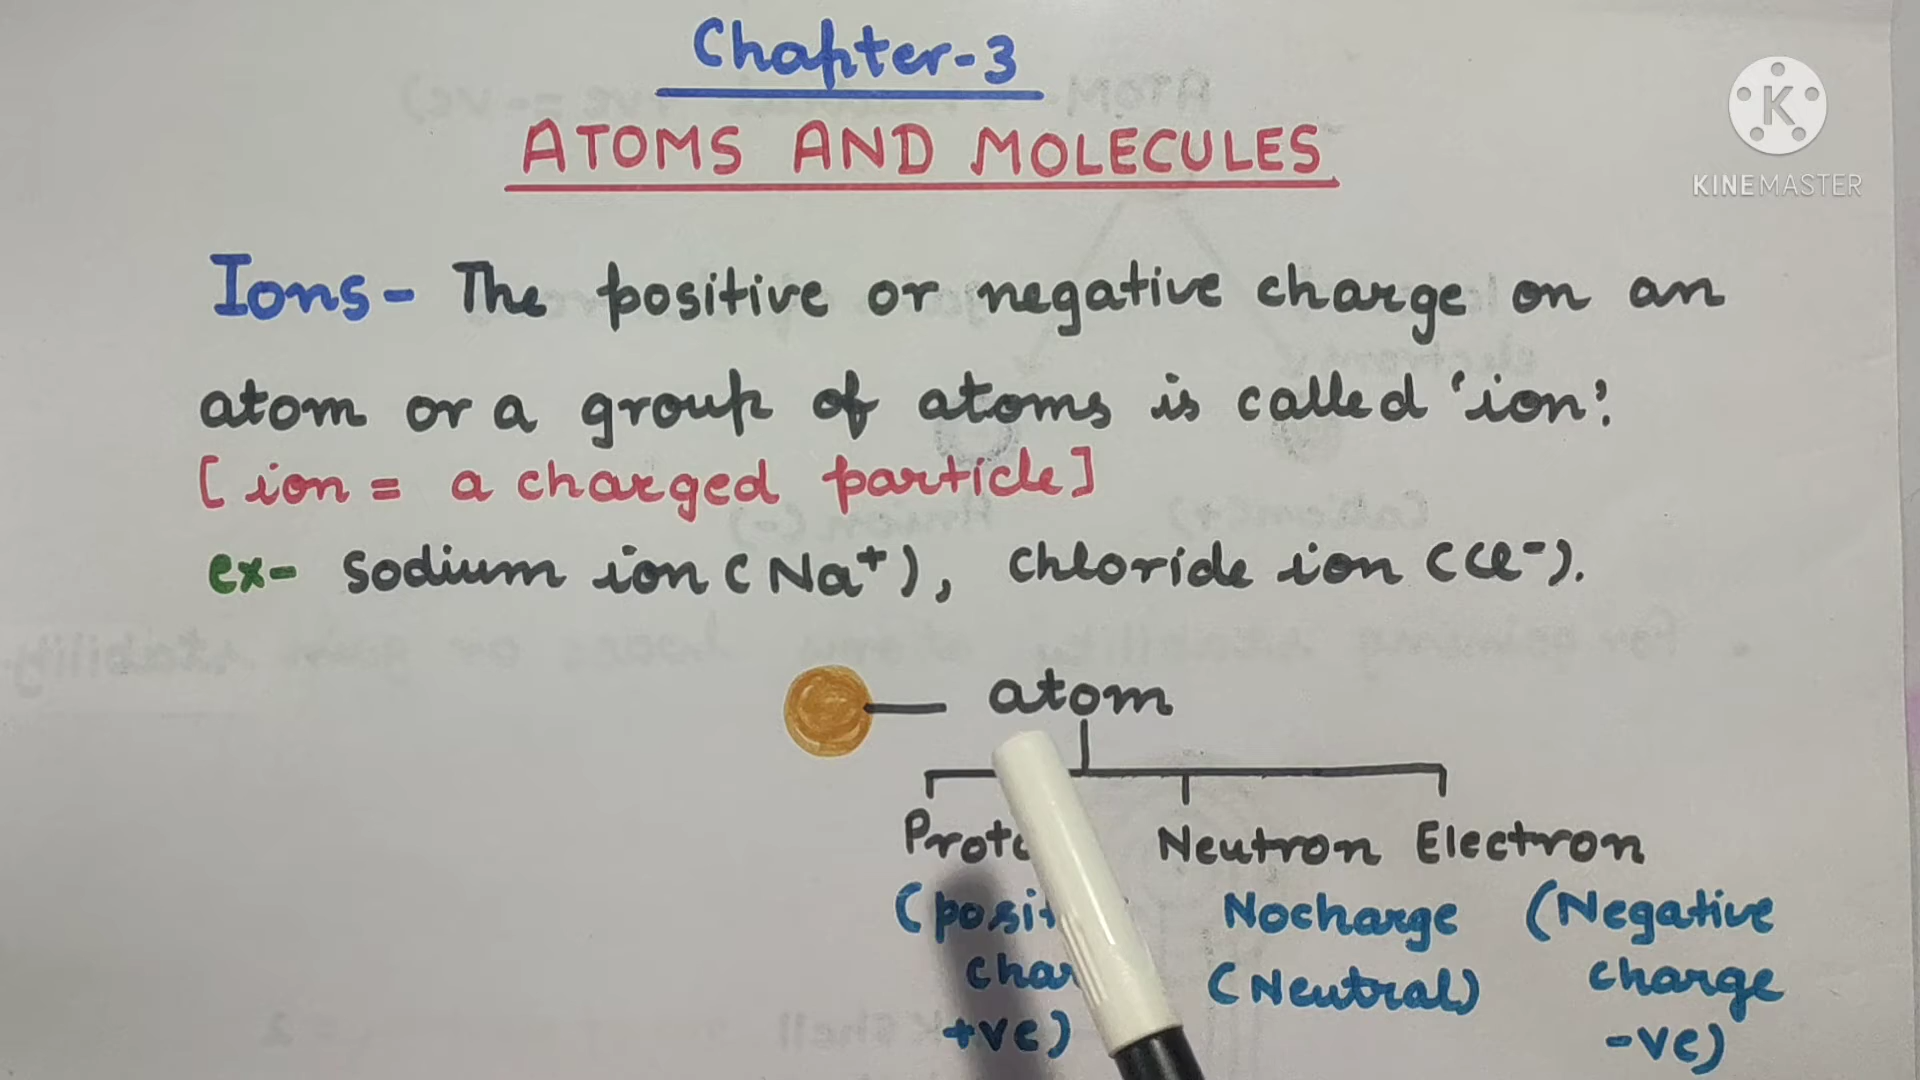 Chapter-3
ATOMS AND MOLECULES
KINEMASTER
Ions- The positive or negative charge on an
atom or a group of atoms is called 'ion'.
[ion = a charged particle]
ex- Sodium ion (Na⁺), Chloride ion (Cl⁻).
atom
Neutron Electron
Nocharge (Negative
(Neutral) charge
+ve) -ve)